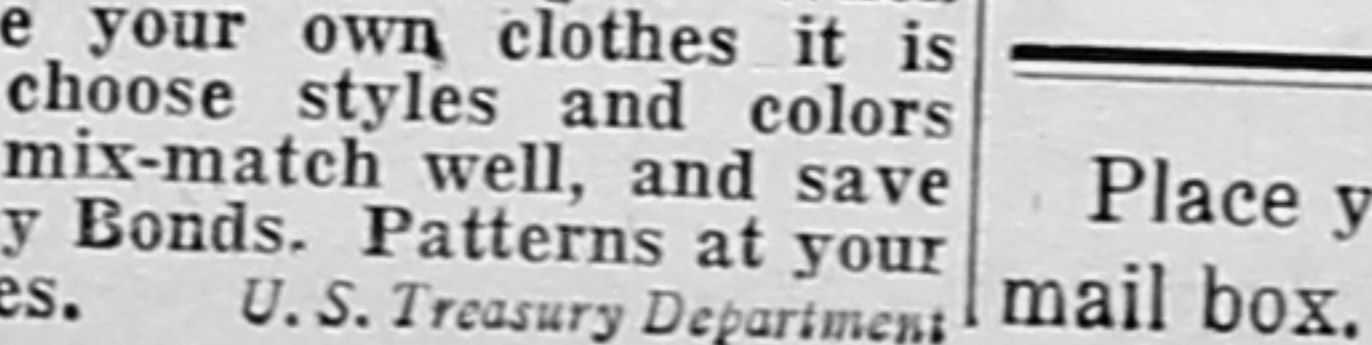 e your own clothes it is
choose styles and colors
mix-match well, and save
y Bonds. Patterns at your
es. U. S. Treasury Department
Place y
mail box.